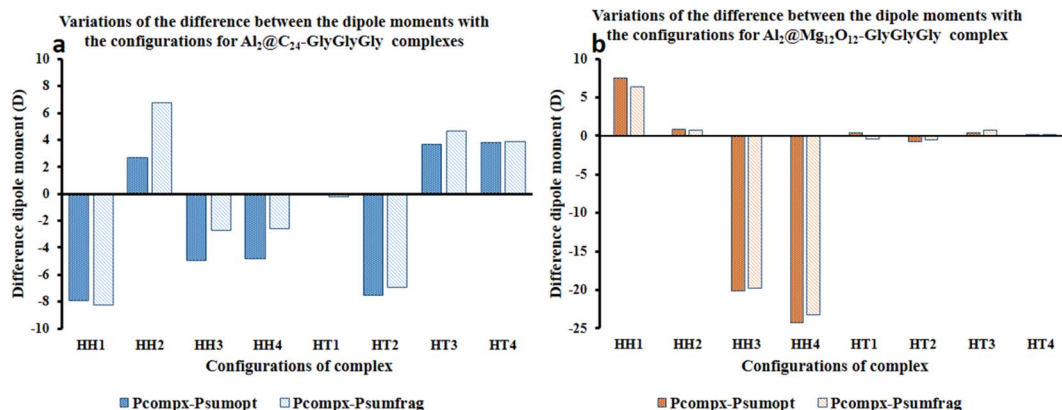 Variations of the difference between the dipole moments with
the configurations for Al₂@C₂₄-GlyGlyGly complexes
a
Difference dipole moment (D)
8
6
4
2
0
-2
-4
-6
-8
-10
HH1 HH2 HH3 HH4 HT1 HT2 HT3 HT4
Configurations of complex
Pcompx-Psumopt Pcompx-Psumfrag
Variations of the difference between the dipole moments with
the configurations for Al₂@Mg₁₂O₁₂-GlyGlyGly complex
b
Difference dipole moment (D)
10
5
0
-5
-10
-15
-20
-25
HH1 HH2 HH3 HH4 HT1 HT2 HT3 HT4
Configurations of complex
Pcompx-Psumopt Pcompx-Psumfrag